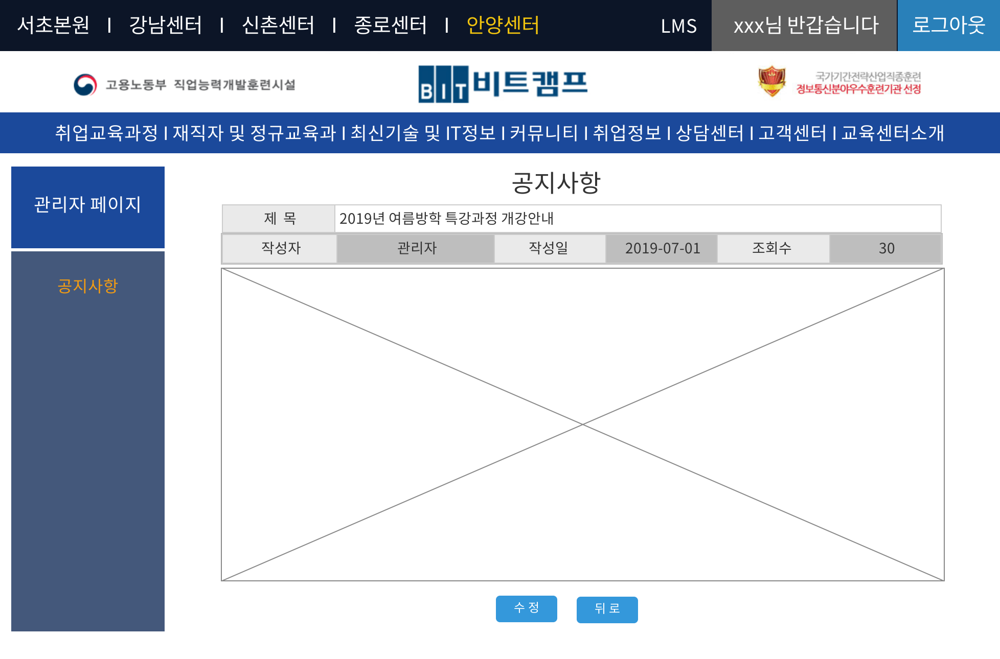 서초본원 I 강남센터 I 신촌센터 I 종로센터 I 안양센터 LMS xxx님 반갑습니다 로그아웃
고용노동부 직업능력개발훈련시설
BIT비트캠프
국가기간전략산업직종훈련
정보통신분야우수훈련기관 선정
취업교육과정 I 재직자 및 정규교육과 I 최신기술 및 IT정보 I 커뮤니티 I 취업정보 I 상담센터 I 고객센터 I 교육센터소개
관리자 페이지
공지사항
공지사항
제 목 2019년 여름방학 특강과정 개강안내
작성자 관리자 작성일 2019-07-01 조회수 30
수 정 뒤 로